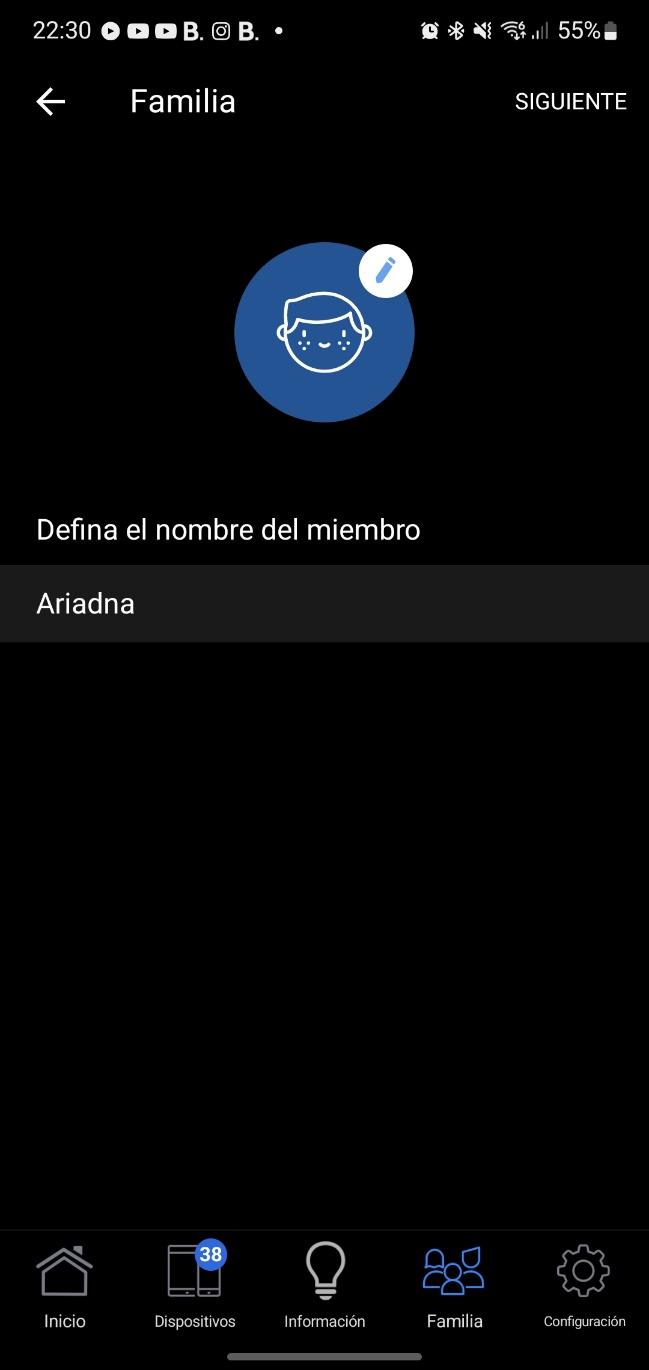 22:30 B. B. 55%
Familia SIGUIENTE
Defina el nombre del miembro
Ariadna
38
Inicio Dispositivos Información Familia Configuración